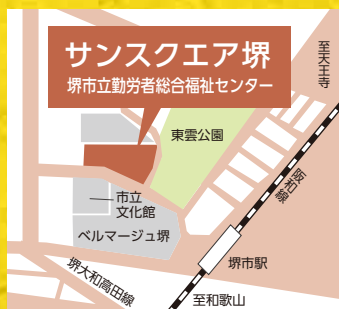 サンスクエア堺
堺市立勤労者総合福祉センター
至天王寺
東雲公園
阪和線
市立
文化館
ベルマージュ堺
堺市駅
堺大和高田線
至和歌山